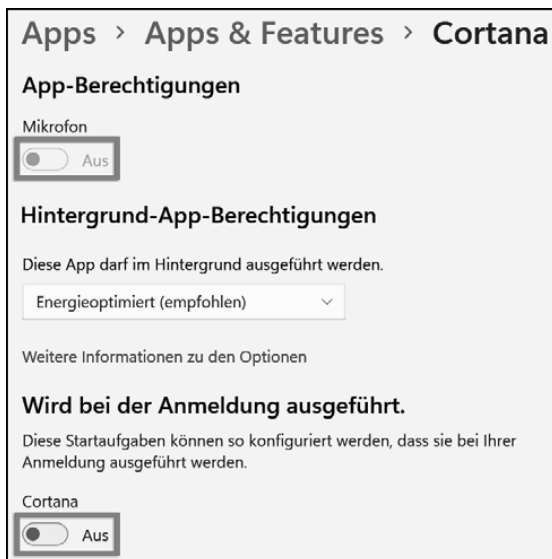 Apps > Apps & Features > Cortana
App-Berechtigungen
Mikrofon
Aus
Hintergrund-App-Berechtigungen
Diese App darf im Hintergrund ausgeführt werden.
Energieoptimiert (empfohlen)
Weitere Informationen zu den Optionen
Wird bei der Anmeldung ausgeführt.
Diese Startaufgaben können so konfiguriert werden, dass sie bei Ihrer
Anmeldung ausgeführt werden.
Cortana
Aus